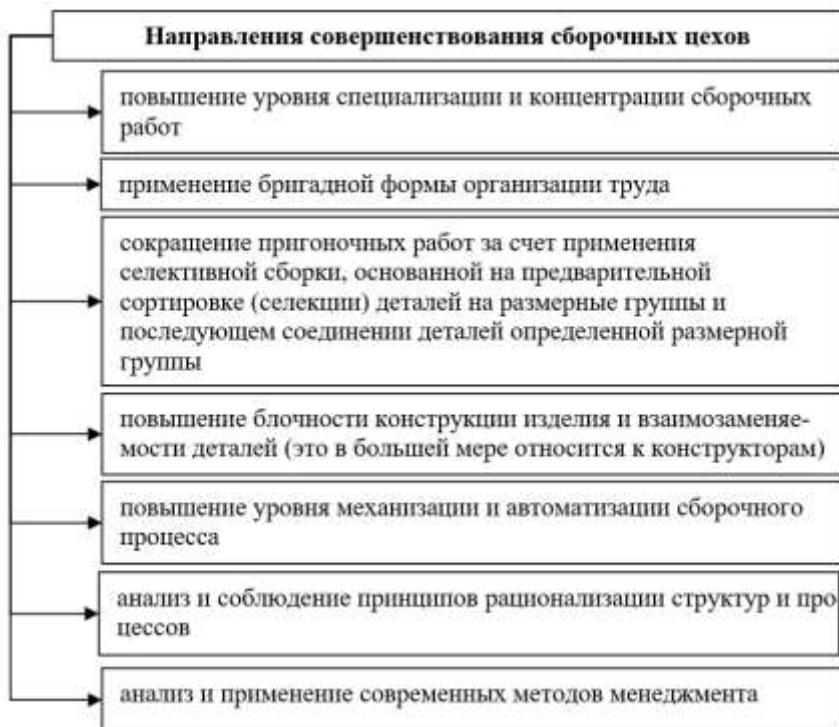 Направления совершенствования сборочных цехов
повышение уровня специализации и концентрации сборочных
работ
применение бригадной формы организации труда
сокращение пригоночных работ за счет применения
селективной сборки, основанной на предварительной
сортировке (селекции) деталей на размерные группы и
последующем соединении деталей определенной размерной
группы
повышение блочности конструкции изделия и взаимозаменяе-
мости деталей (это в большей мере относится к конструкторам)
повышение уровня механизации и автоматизации сборочного
процесса
анализ и соблюдение принципов рационализации структур и про
цессов
анализ и применение современных методов менеджмента